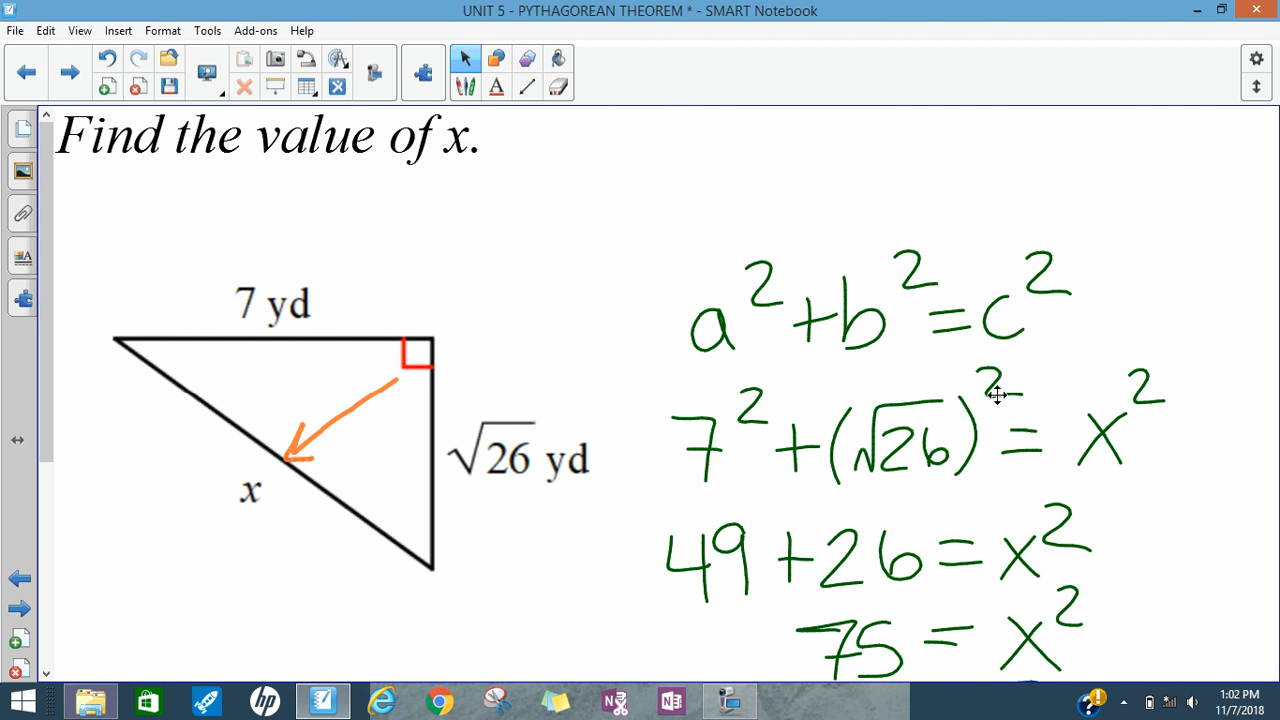 UNIT 5 - PYTHAGOREAN THEOREM * - SMART Notebook
File Edit View Insert Format Tools Add-ons Help
Find the value of x.
7 yd
√26 yd
x
a² + b² = c²
7² + (√26)² = x²
49 + 26 = x²
75 = x²
1:02 PM
11/7/2018